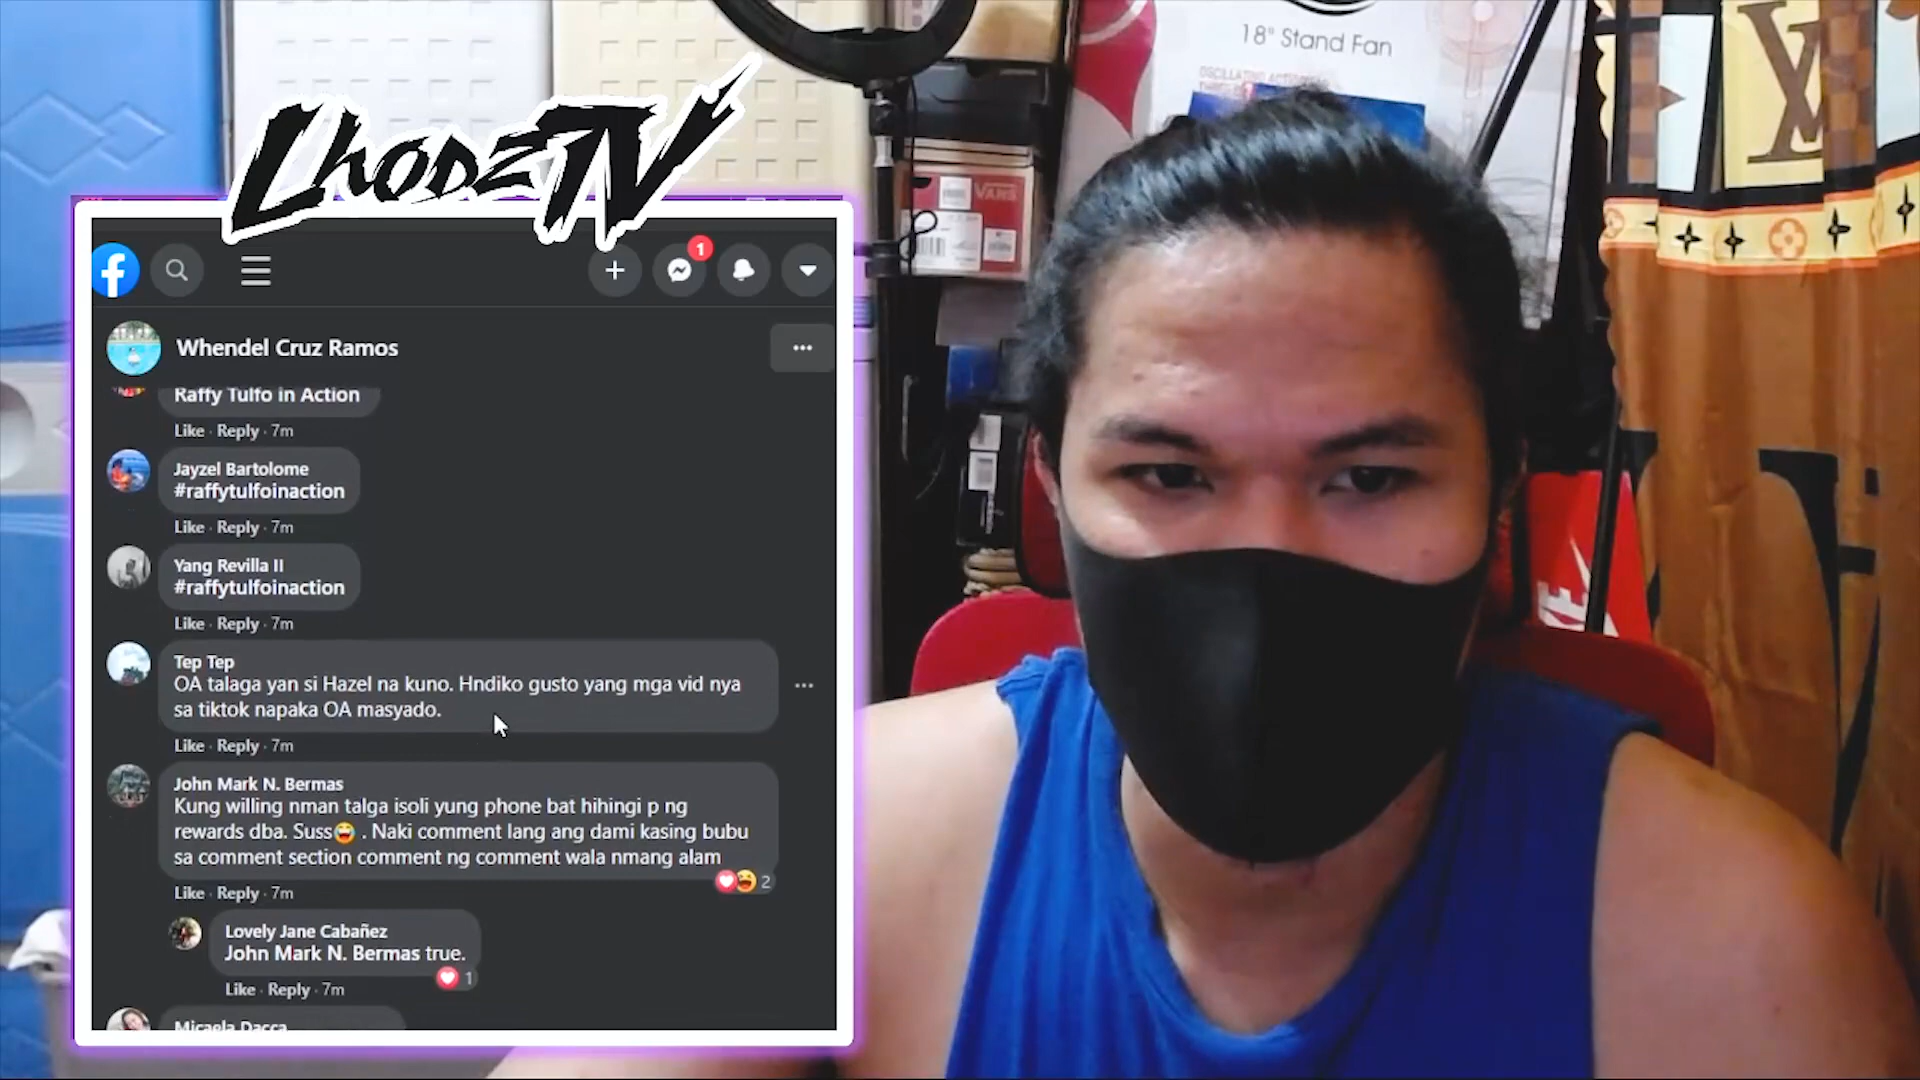 LhodzTV
18" Stand Fan
VANS
LV
1
Whendel Cruz Ramos
Raffy Tulfo in Action
Like · Reply · 7m
Jayzel Bartolome
#raffytulfoinaction
Like · Reply · 7m
Yang Revilla II
#raffytulfoinaction
Like · Reply · 7m
Tep Tep
OA talaga yan si Hazel na kuno. Hndiko gusto yang mga vid nya
sa tiktok napaka OA masyado.
Like · Reply · 7m
John Mark N. Bermas
Kung willing nman talga isoli yung phone bat hihingi p ng
rewards dba. Suss😂 . Naki comment lang ang dami kasing bubu
sa comment section comment ng comment wala nmang alam
2
Like · Reply · 7m
Lovely Jane Cabañez
John Mark N. Bermas true.
1
Like · Reply · 7m
Micaela Dacca